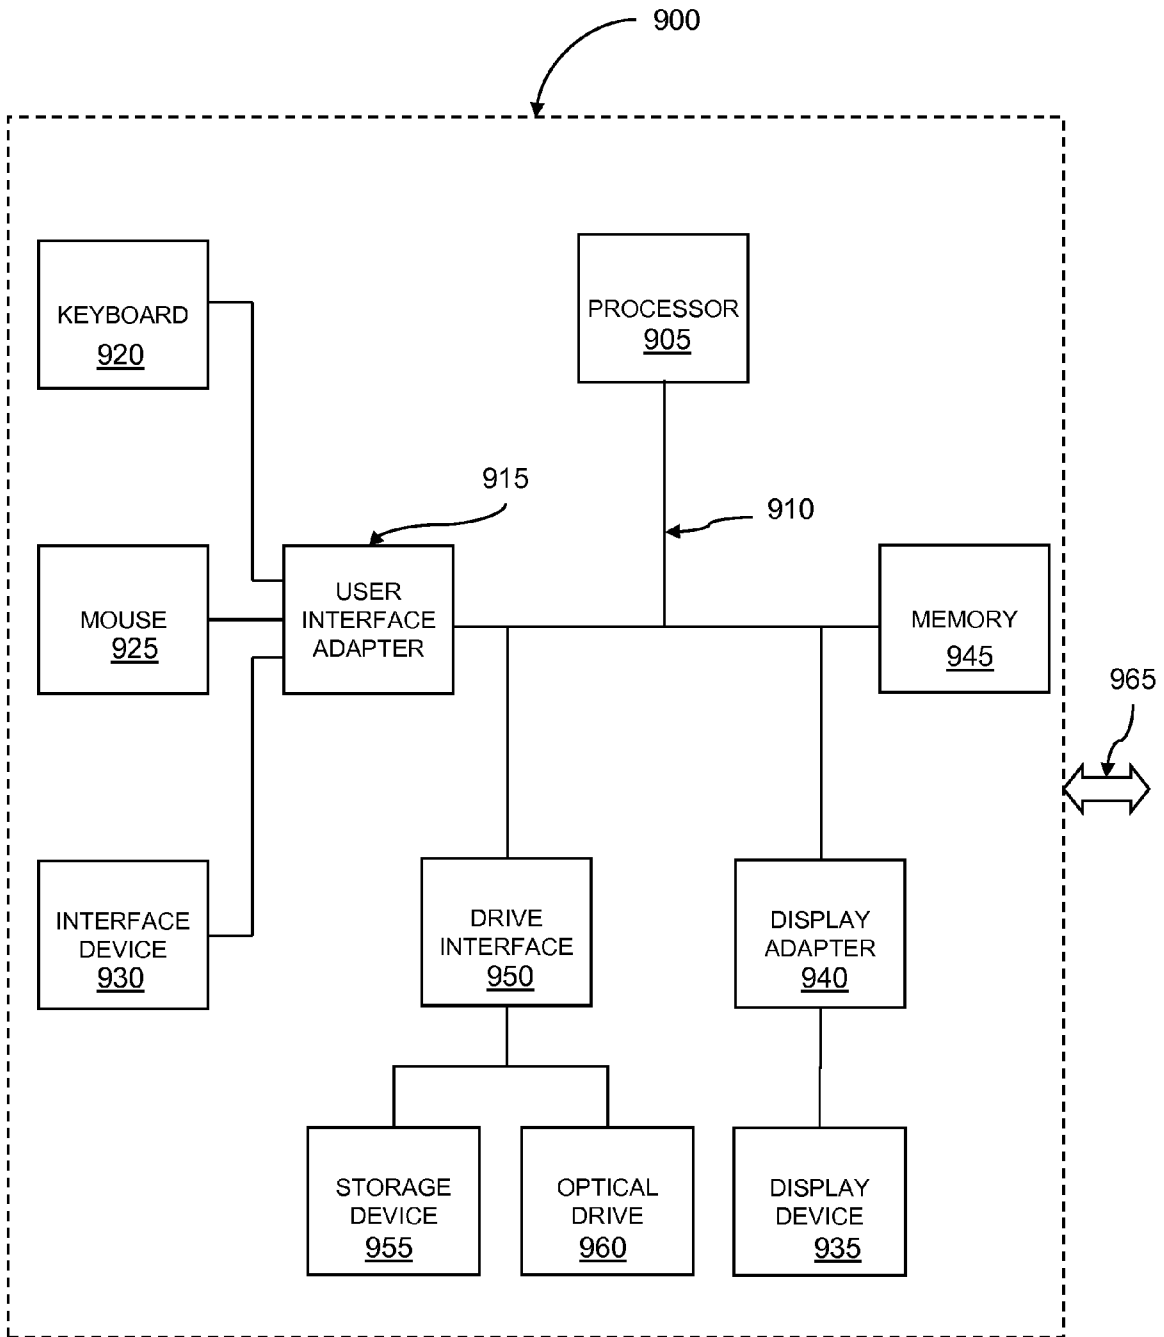 900
KEYBOARD
920
PROCESSOR
905
915
910
MOUSE
925
USER
INTERFACE
ADAPTER
MEMORY
945
965
INTERFACE
DEVICE
930
DRIVE
INTERFACE
950
DISPLAY
ADAPTER
940
STORAGE
DEVICE
955
OPTICAL
DRIVE
960
DISPLAY
DEVICE
935